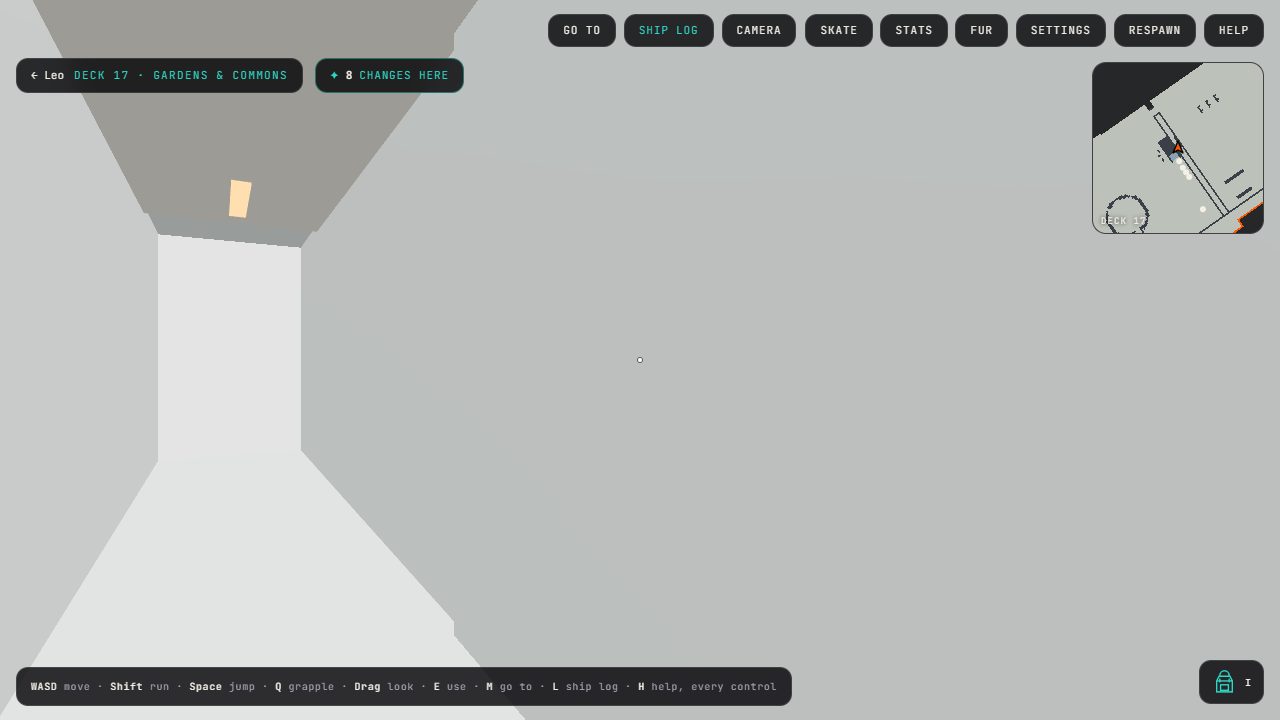 GO TO
SHIP LOG
CAMERA
SKATE
STATS
FUR
SETTINGS
RESPAWN
HELP
← Leo DECK 17 · GARDENS & COMMONS
✦ 8 CHANGES HERE
DECK 17
WASD move · Shift run · Space jump · Q grapple · Drag look · E use · M go to · L ship log · H help, every control
I